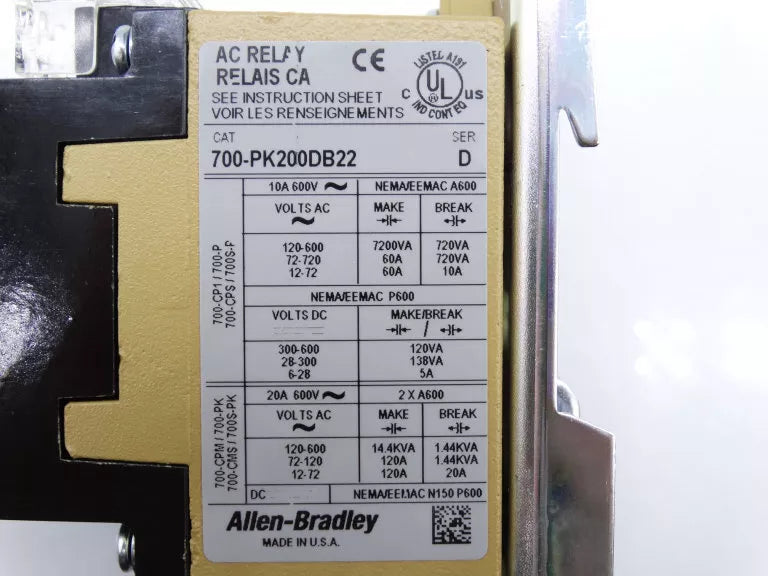 AC RELAY
RELAIS CA
SEE INSTRUCTION SHEET
VOIR LES RENSEIGNEMENTS
CE
LISTED A191
C UL US
®
IND CONT EQ
CAT SER
700-PK200DB22 D
700-CP1 / 700-P
700-CPS / 700S-P
10A 600V ~ NEMA/EEMAC A600
VOLTS AC MAKE BREAK
~
120-600 7200VA 720VA
72-720 60A 720VA
12-72 60A 10A
NEMA/EEMAC P600
VOLTS DC MAKE/BREAK
/
300-600 120VA
28-300 138VA
6-28 5A
700-CPM / 700-PK
700-CMS / 700S-PK
20A 600V ~ 2 X A600
VOLTS AC MAKE BREAK
~
120-600 14.4KVA 1.44KVA
72-120 120A 1.44KVA
12-72 120A 20A
DC NEMA/EEMAC N150 P600
Allen-Bradley
MADE IN U.S.A.